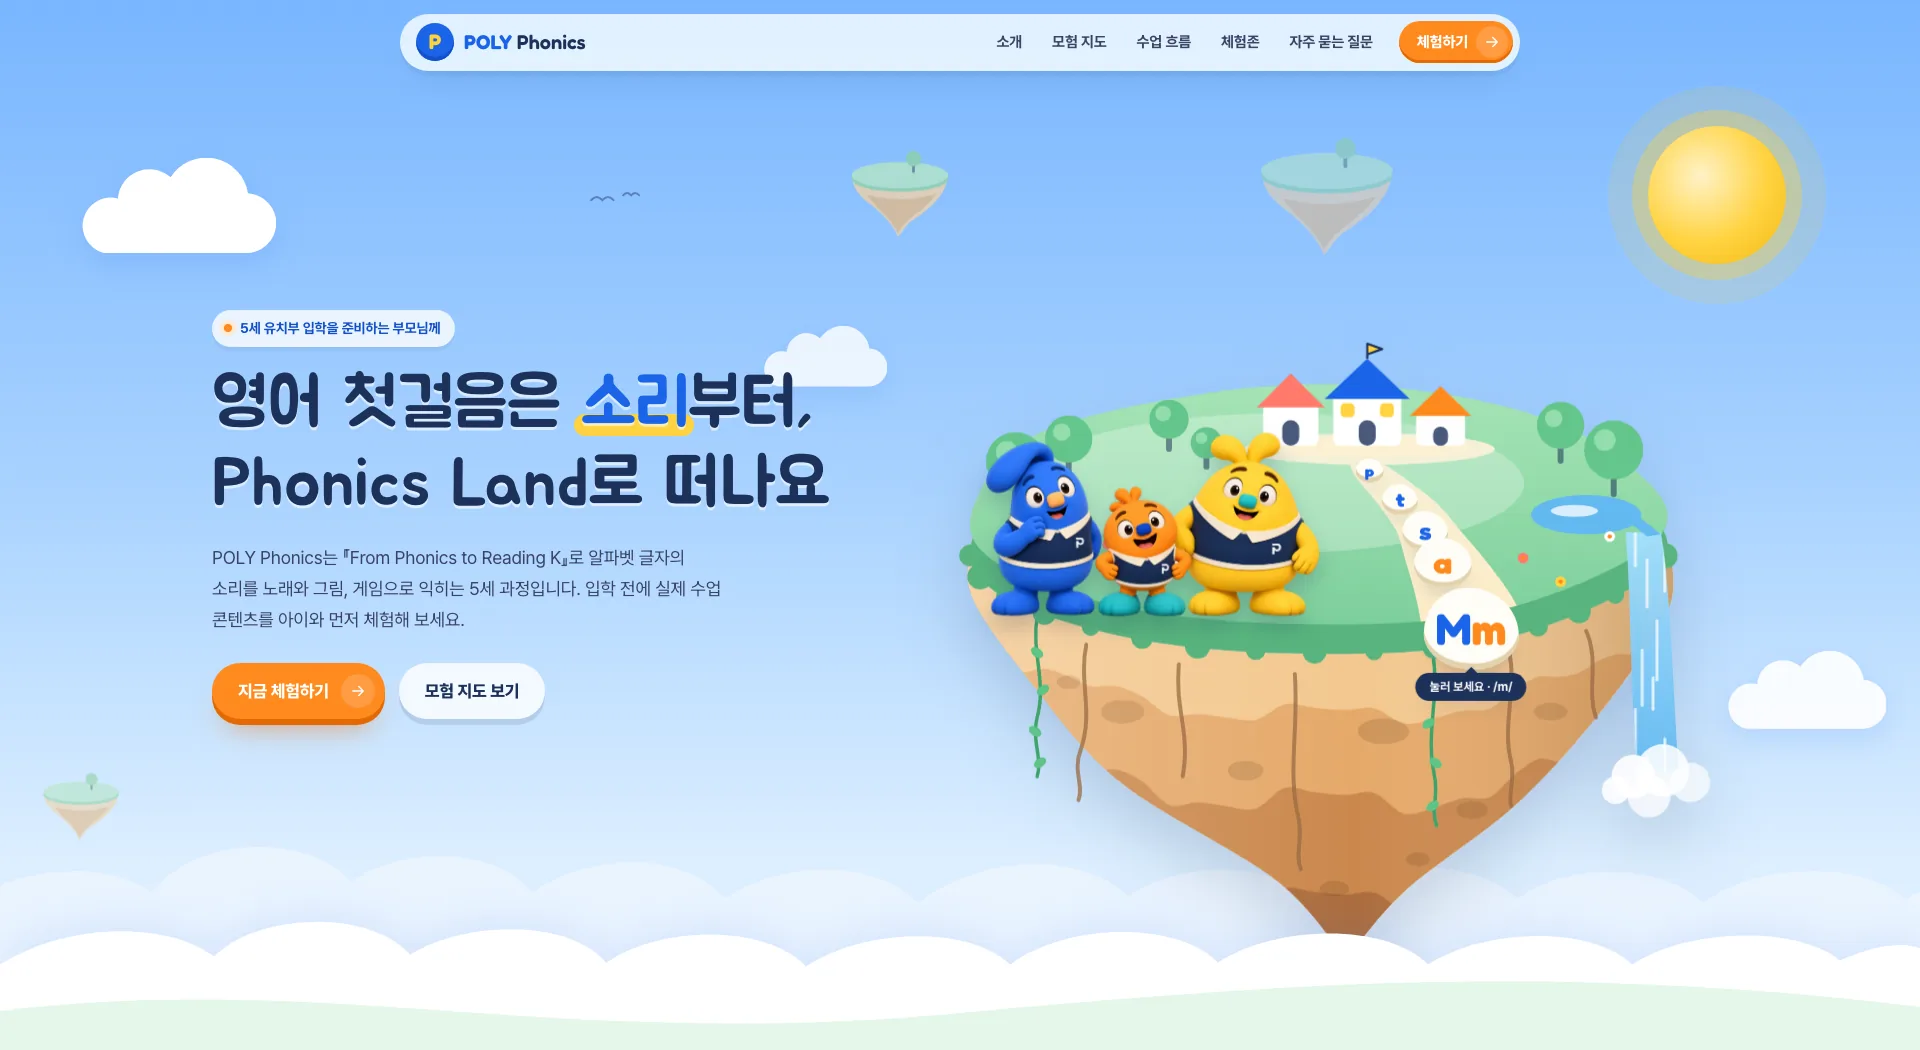 P POLY Phonics
소개 모험 지도 수업 흐름 체험존 자주 묻는 질문 체험하기 →
5세 유치부 입학을 준비하는 부모님께
영어 첫걸음은 소리부터,
Phonics Land로 떠나요
POLY Phonics는 『From Phonics to Reading K』로 알파벳 글자의
소리를 노래와 그림, 게임으로 익히는 5세 과정입니다. 입학 전에 실제 수업
콘텐츠를 아이와 먼저 체험해 보세요.
지금 체험하기 → 모험 지도 보기
p
t
s
a
Mm
눌러 보세요 · /m/
P
P
P